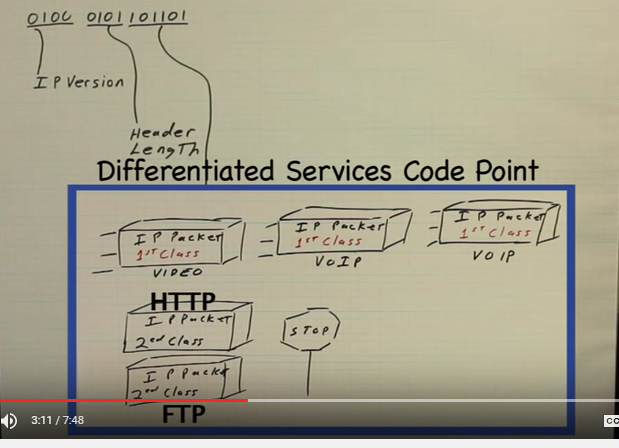 0100 0101 101101
IP Version
Header
Length
Differentiated Services Code Point
IP Packet
1st Class
VIDEO
IP Packet
1st Class
VOIP
IP Packet
1st Class
VOIP
HTTP
IP Packet
2nd Class
STOP
IP Packet
2nd Class
FTP
3:11 / 7:48
CC